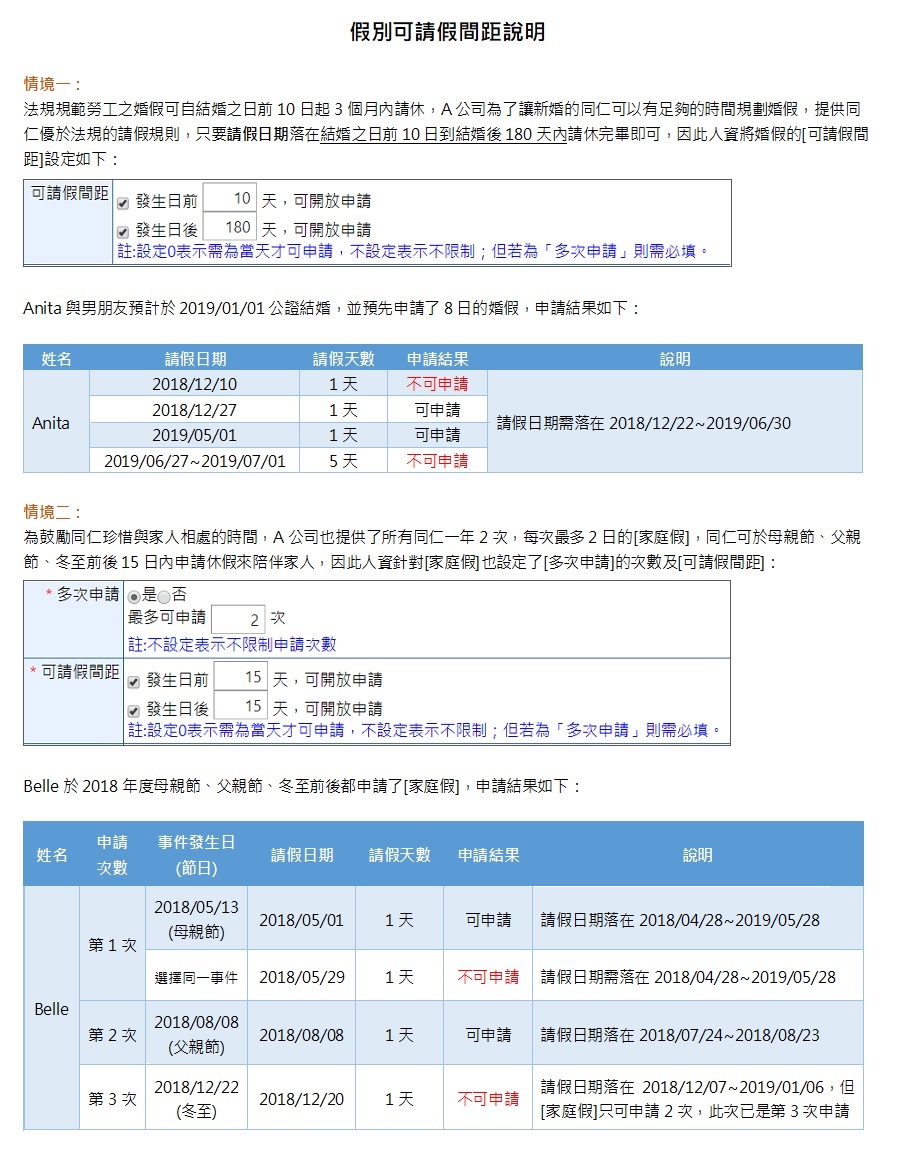 假別可請假間距說明
情境一：
法規規範勞工之婚假可自結婚之日前 10 日起 3 個月內請休，A 公司為了讓新婚的同仁可以有足夠的時間規劃婚假，提供同
仁優於法規的請假規則，只要請假日期落在結婚之日前 10 日到結婚後 180 天內請休完畢即可，因此人資將婚假的[可請假間
距]設定如下：
可請假間距
發生日前 10 天，可開放申請
發生日後 180 天，可開放申請
註:設定0表示需為當天才可申請，不設定表示不限制；但若為「多次申請」則需必填。
Anita 與男朋友預計於 2019/01/01 公證結婚，並預先申請了 8 日的婚假，申請結果如下：
姓名 請假日期 請假天數 申請結果 說明
Anita
2018/12/10 1 天 不可申請
2018/12/27 1 天 可申請
2019/05/01 1 天 可申請
2019/06/27~2019/07/01 5 天 不可申請
請假日期需落在 2018/12/22~2019/06/30
情境二：
為鼓勵同仁珍惜與家人相處的時間，A 公司也提供了所有同仁一年 2 次，每次最多 2 日的[家庭假]，同仁可於母親節、父親
節、冬至前後 15 日內申請休假來陪伴家人，因此人資針對[家庭假]也設定了[多次申請]的次數及[可請假間距]：
* 多次申請 是 否
最多可申請 2 次
註:不設定表示不限制申請次數
* 可請假間距
發生日前 15 天，可開放申請
發生日後 15 天，可開放申請
註:設定0表示需為當天才可申請，不設定表示不限制；但若為「多次申請」則需必填。
Belle 於 2018 年度母親節、父親節、冬至前後都申請了[家庭假]，申請結果如下：
姓名
申請
次數
事件發生日
(節日)
請假日期 請假天數 申請結果 說明
Belle
第 1 次
2018/05/13
(母親節)
2018/05/01 1 天 可申請 請假日期落在 2018/04/28~2019/05/28
選擇同一事件 2018/05/29 1 天 不可申請 請假日期需落在 2018/04/28~2019/05/28
第 2 次
2018/08/08
(父親節)
2018/08/08 1 天 可申請 請假日期落在 2018/07/24~2018/08/23
第 3 次
2018/12/22
(冬至)
2018/12/20 1 天 不可申請
請假日期落在 2018/12/07~2019/01/06，但
[家庭假]只可申請 2 次，此次已是第 3 次申請